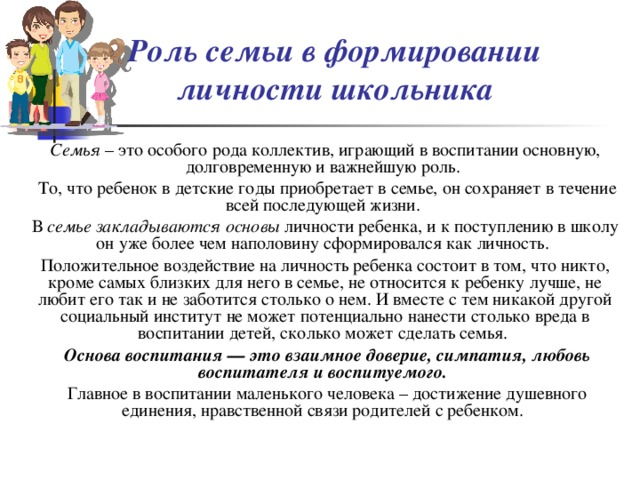 Роль семьи в формировании
личности школьника
Семья – это особого рода коллектив, играющий в воспитании основную,
долговременную и важнейшую роль.
То, что ребенок в детские годы приобретает в семье, он сохраняет в течение
всей последующей жизни.
В семье закладываются основы личности ребенка, и к поступлению в школу
он уже более чем наполовину сформировался как личность.
Положительное воздействие на личность ребенка состоит в том, что никто,
кроме самых близких для него в семье, не относится к ребенку лучше, не
любит его так и не заботится столько о нем. И вместе с тем никакой другой
социальный институт не может потенциально нанести столько вреда в
воспитании детей, сколько может сделать семья.
Основа воспитания — это взаимное доверие, симпатия, любовь
воспитателя и воспитуемого.
Главное в воспитании маленького человека – достижение душевного
единения, нравственной связи родителей с ребенком.